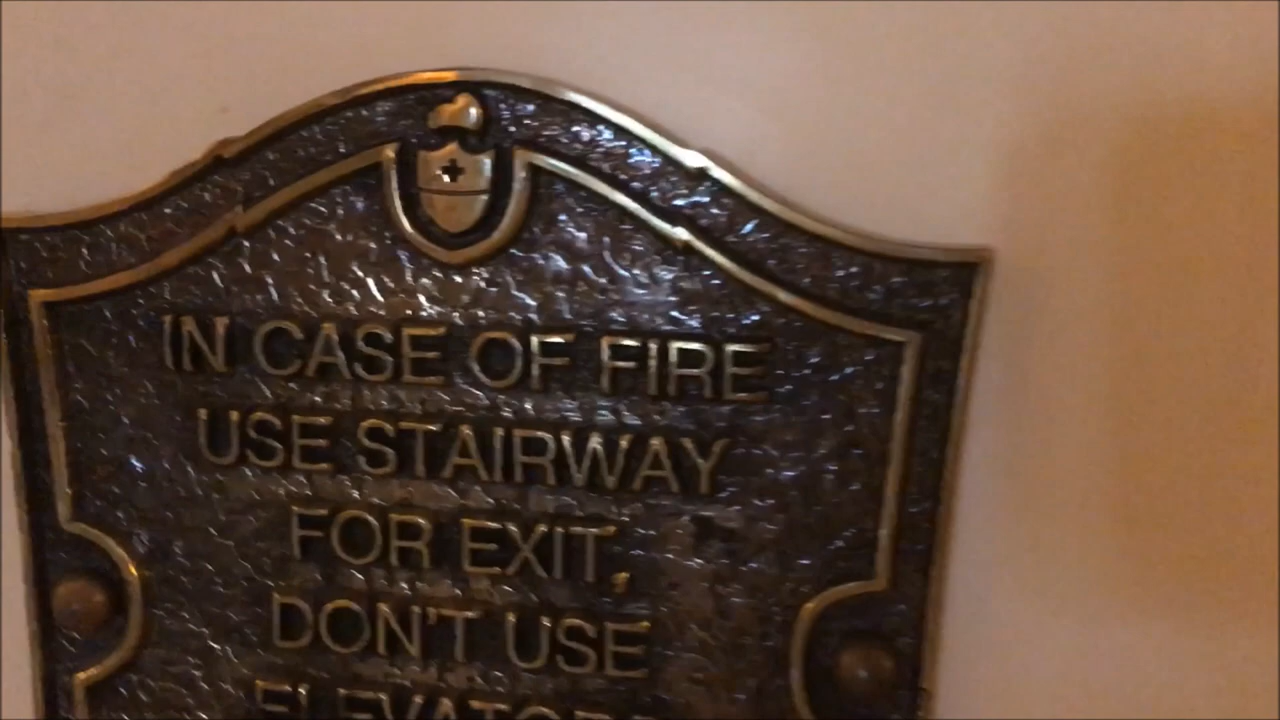 IN CASE OF FIRE
USE STAIRWAY
FOR EXIT,
DON'T USE